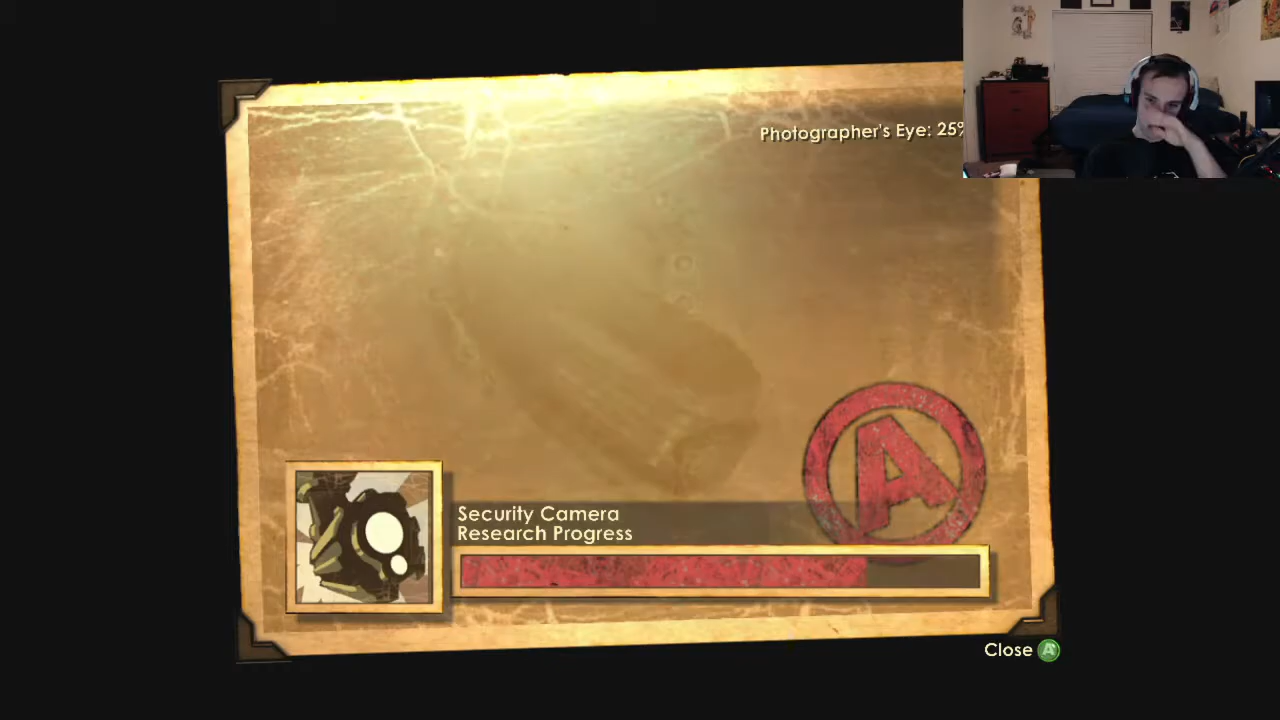 Photographer's Eye: 25%
A
Security Camera
Research Progress
Close A